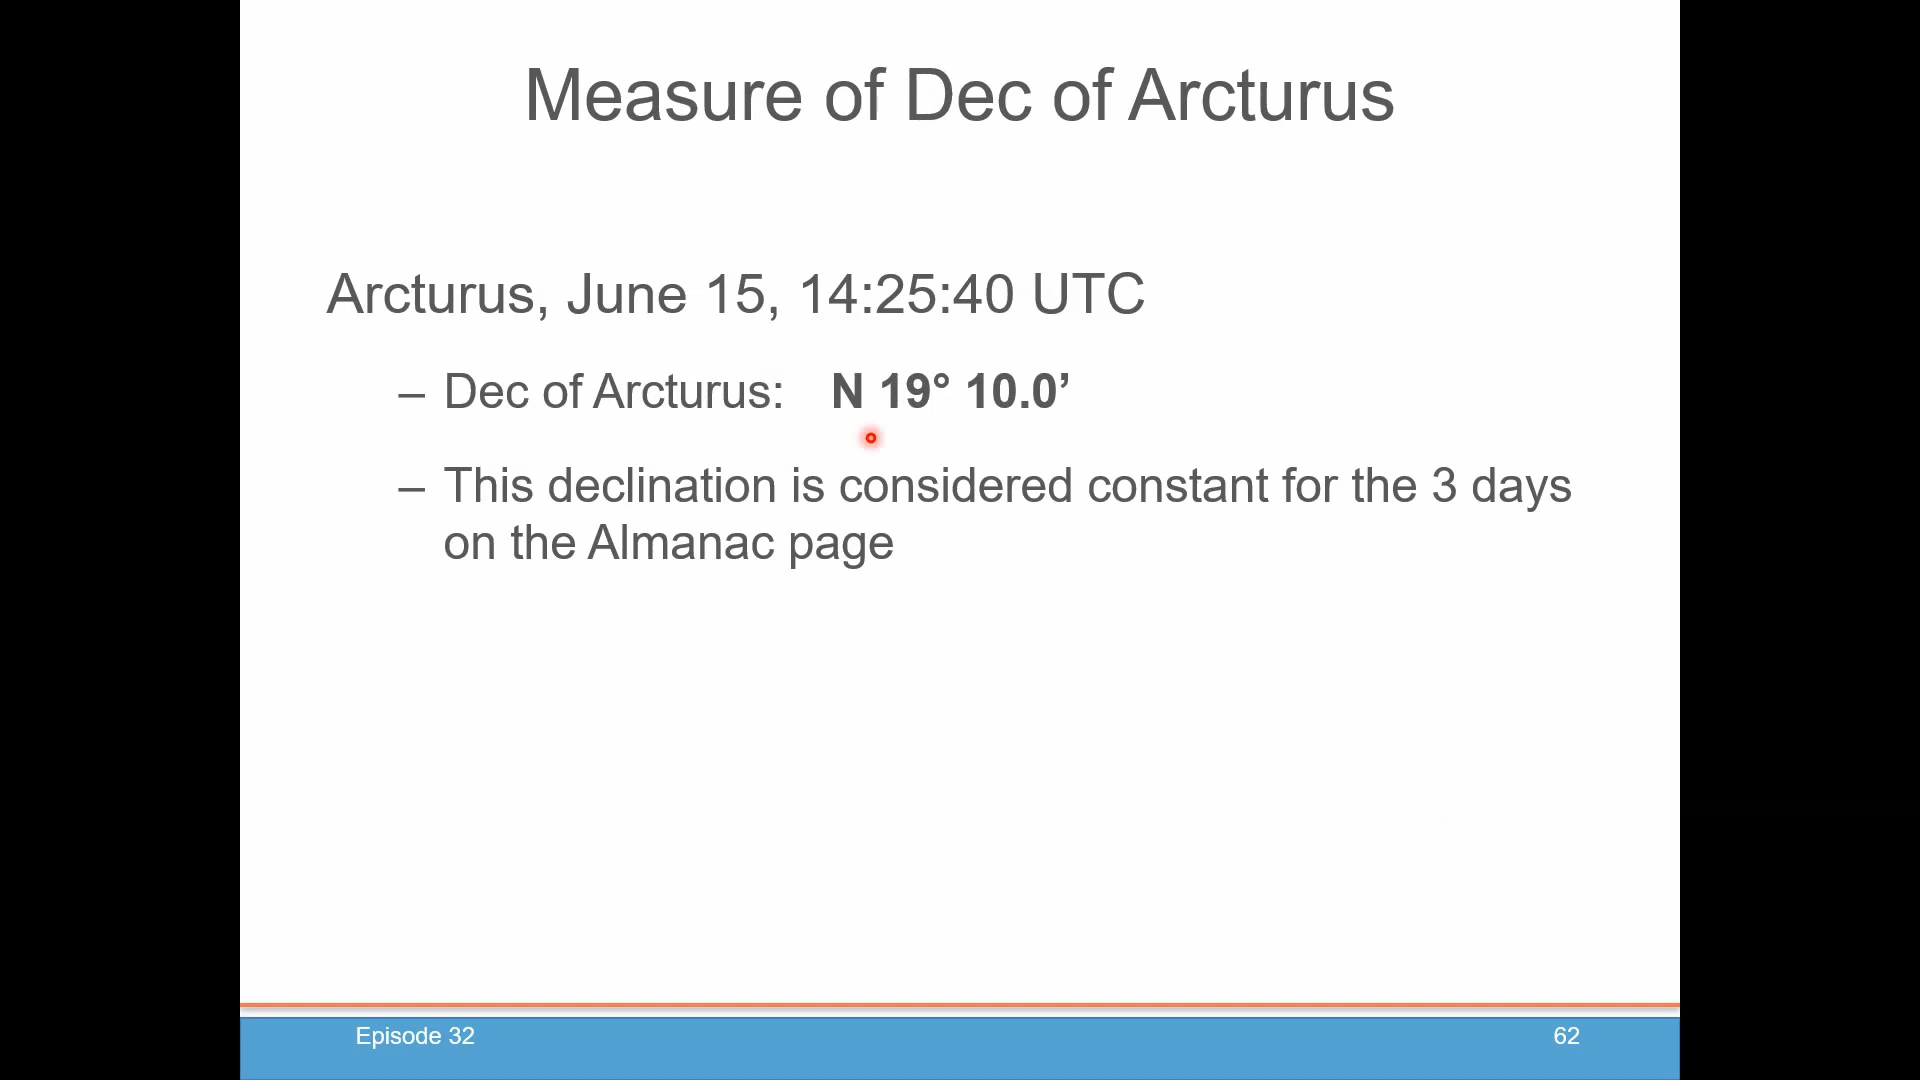 Measure of Dec of Arcturus
Arcturus, June 15, 14:25:40 UTC
– Dec of Arcturus: N 19° 10.0’
– This declination is considered constant for the 3 days
on the Almanac page
Episode 32
62